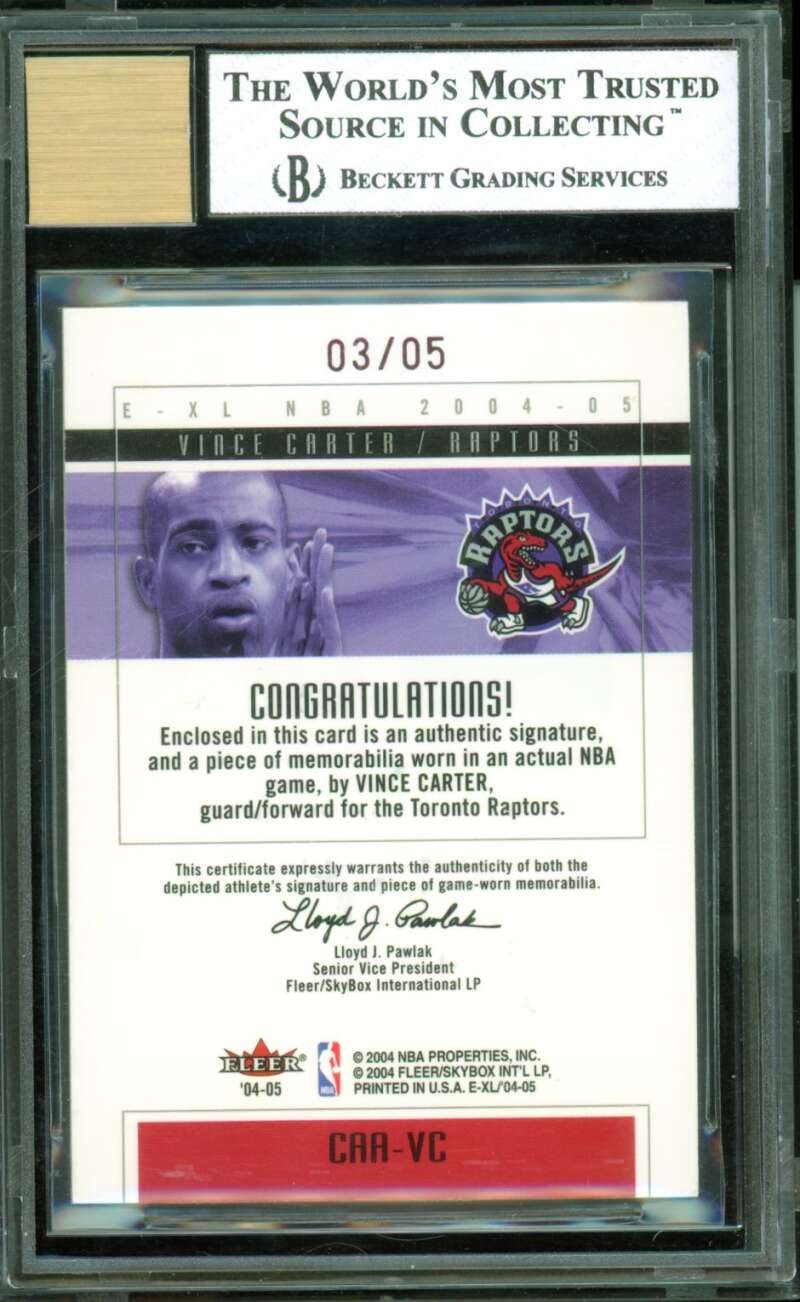 THE WORLD'S MOST TRUSTED
SOURCE IN COLLECTING™
B BECKETT GRADING SERVICES
03/05
E-XL NBA 2004-05
VINCE CARTER / RAPTORS
TORONTO
RAPTORS
CONGRATULATIONS!
Enclosed in this card is an authentic signature,
and a piece of memorabilia worn in an actual NBA
game, by VINCE CARTER,
guard/forward for the Toronto Raptors.
This certificate expressly warrants the authenticity of both the
depicted athlete's signature and piece of game-worn memorabilia.
Lloyd J. Pawlak
Lloyd J. Pawlak
Senior Vice President
Fleer/SkyBox International LP
FLEER®
'04-05
NBA
© 2004 NBA PROPERTIES, INC.
© 2004 FLEER/SKYBOX INT'L LP,
PRINTED IN U.S.A. E-XL/'04-05
CAA-VC